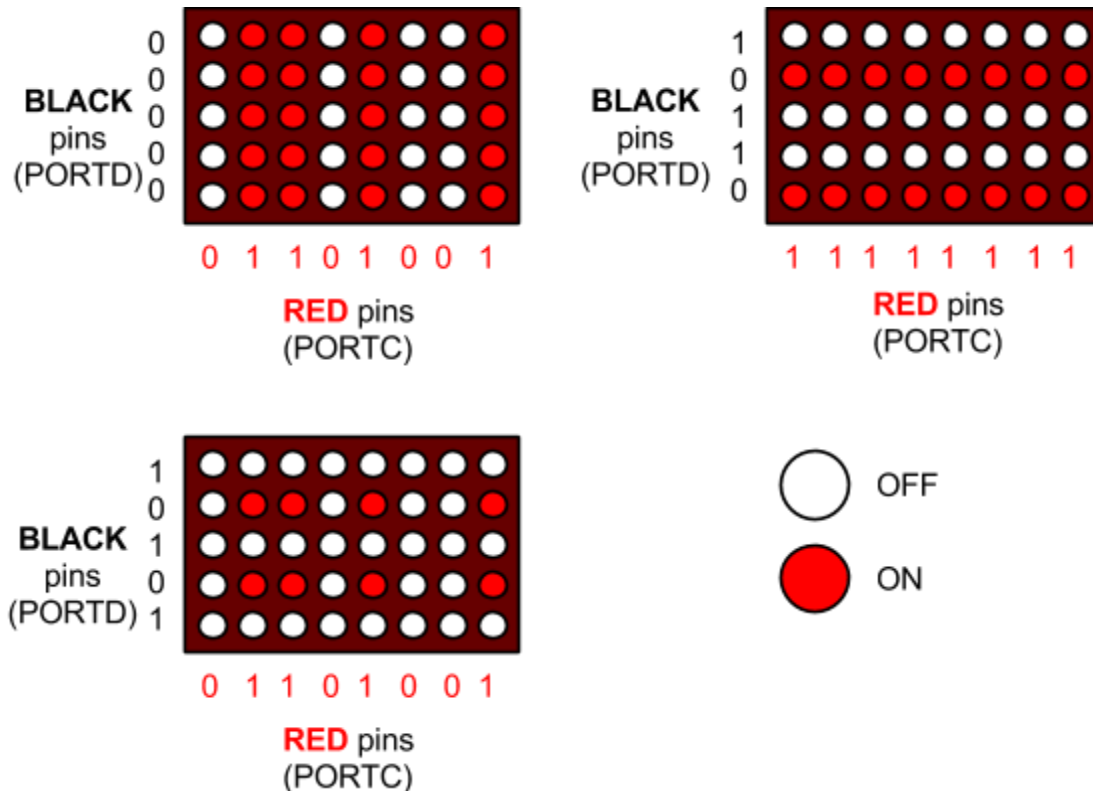 0
0
BLACK
0
pins
0
(PORTD)
0
0 1 1 0 1 0 0 1
RED pins
(PORTC)
1
0
BLACK
1
pins
1
(PORTD)
0
1 1 1 1 1 1 1 1
RED pins
(PORTC)
1
0
BLACK
1
pins
0
(PORTD)
1
0 1 1 0 1 0 0 1
RED pins
(PORTC)
OFF
ON